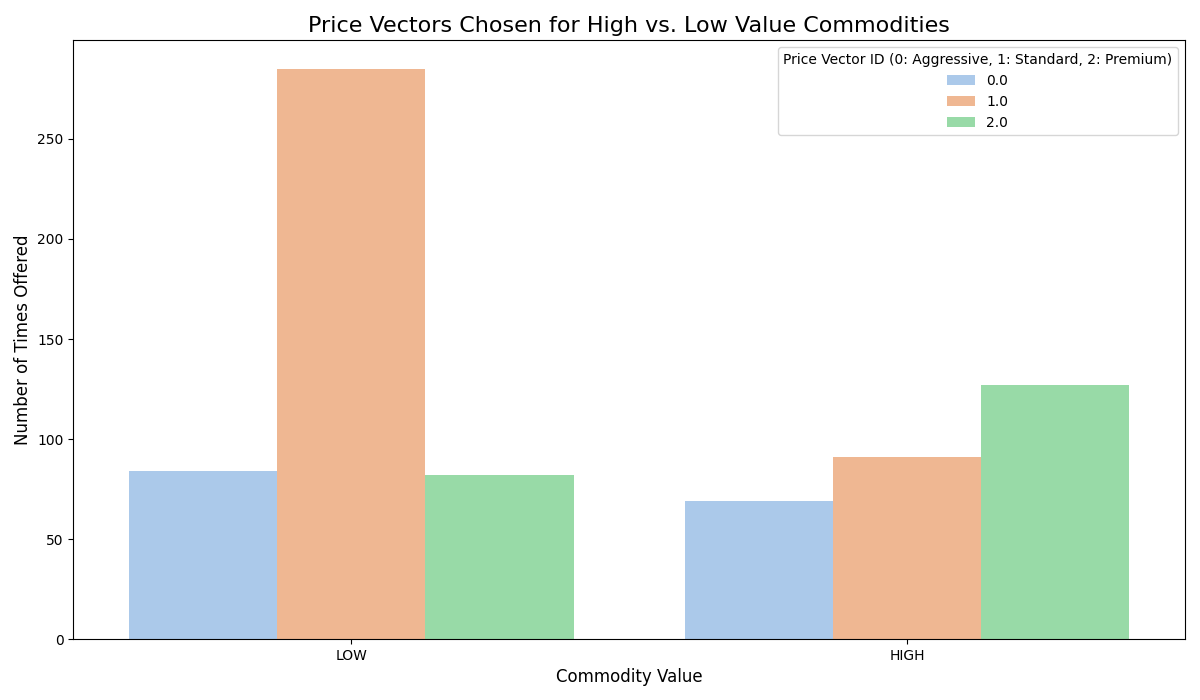 Price Vectors Chosen for High vs. Low Value Commodities
Price Vector ID (0: Aggressive, 1: Standard, 2: Premium)
0.0
1.0
2.0
Number of Times Offered
250
200
150
100
50
0
LOW
HIGH
Commodity Value